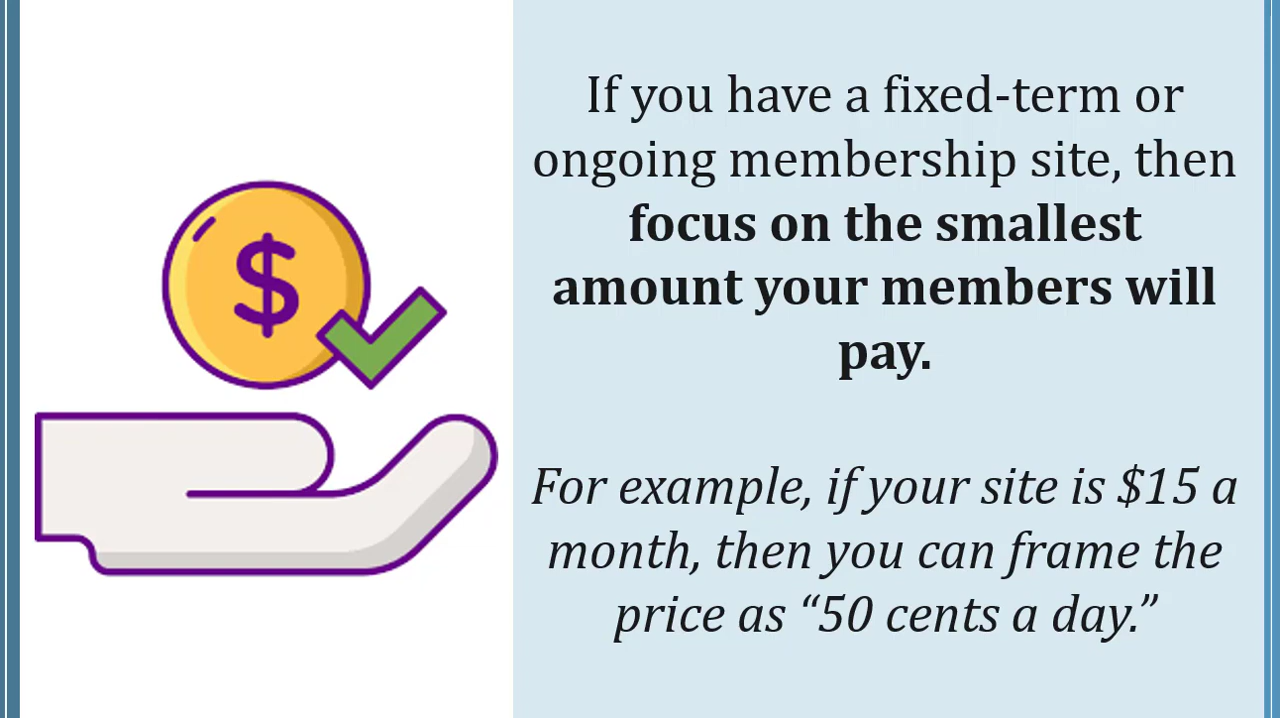 $
If you have a fixed-term or
ongoing membership site, then
focus on the smallest
amount your members will
pay.
For example, if your site is $15 a
month, then you can frame the
price as “50 cents a day.”